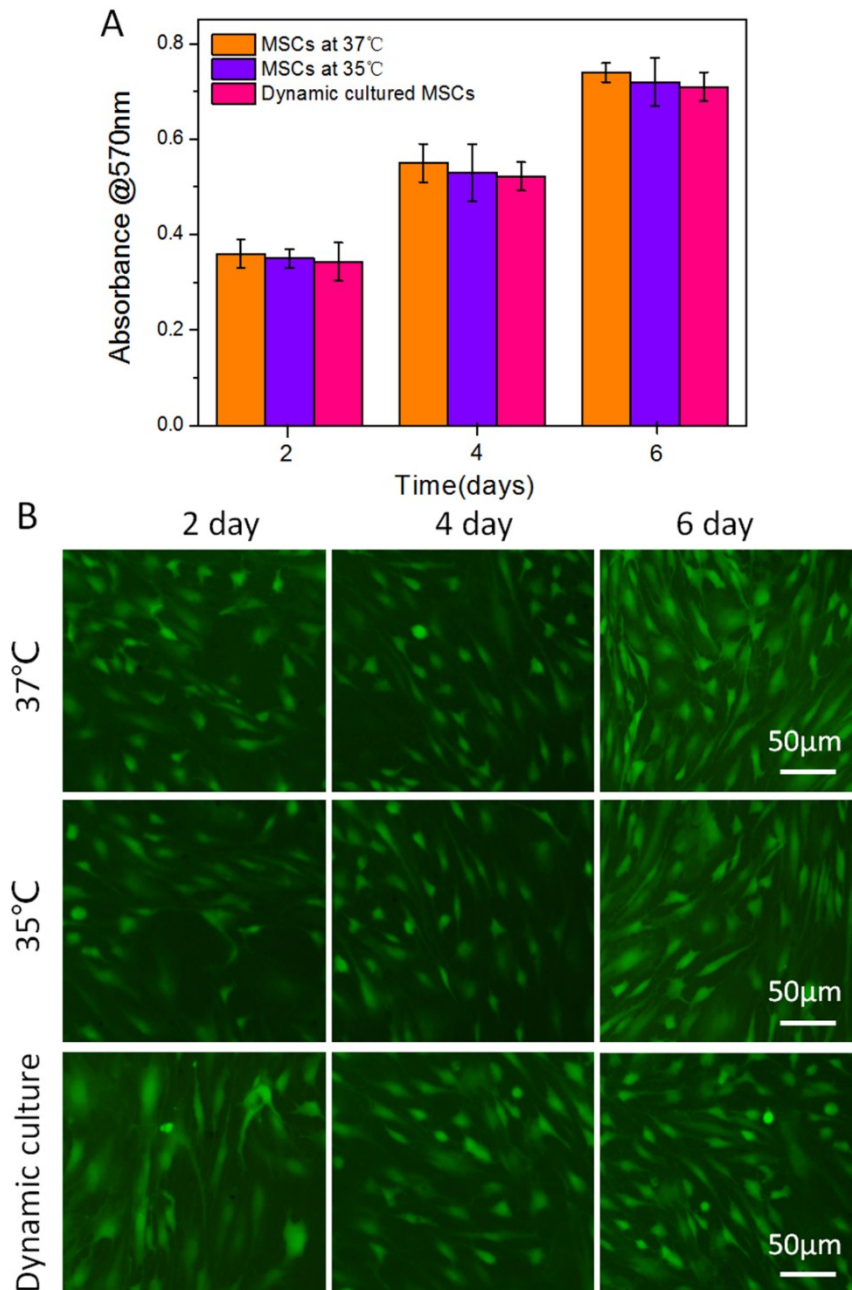 A
0.8
0.6
0.4
0.2
0.0
Absorbance @570nm
MSCs at 37℃
MSCs at 35℃
Dynamic cultured MSCs
2 4 6
Time(days)
B
2 day 4 day 6 day
37°C
50μm
35°C
50μm
Dynamic culture
50μm